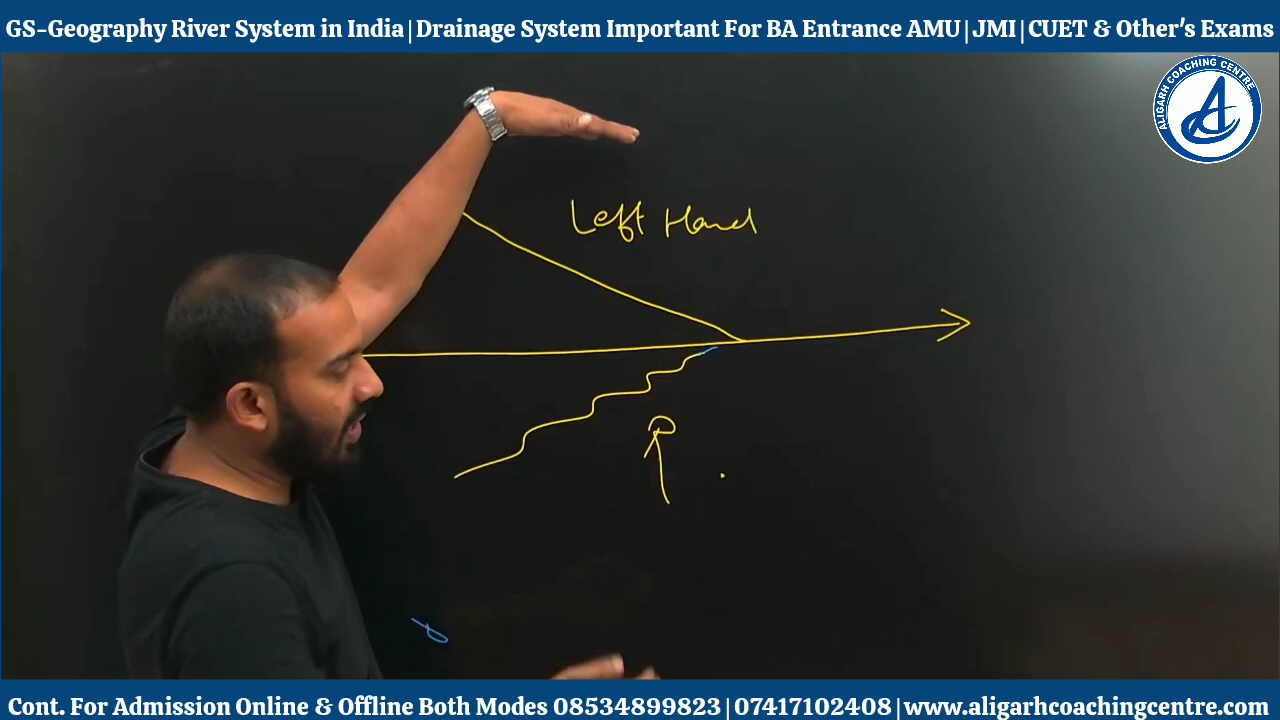 GS-Geography River System in India|Drainage System Important For BA Entrance AMU|JMI|CUET & Other's Exams
ALIGARH COACHING CENTRE
Left Hand
Cont. For Admission Online & Offline Both Modes 08534899823|07417102408|www.aligarhcoachingcentre.com